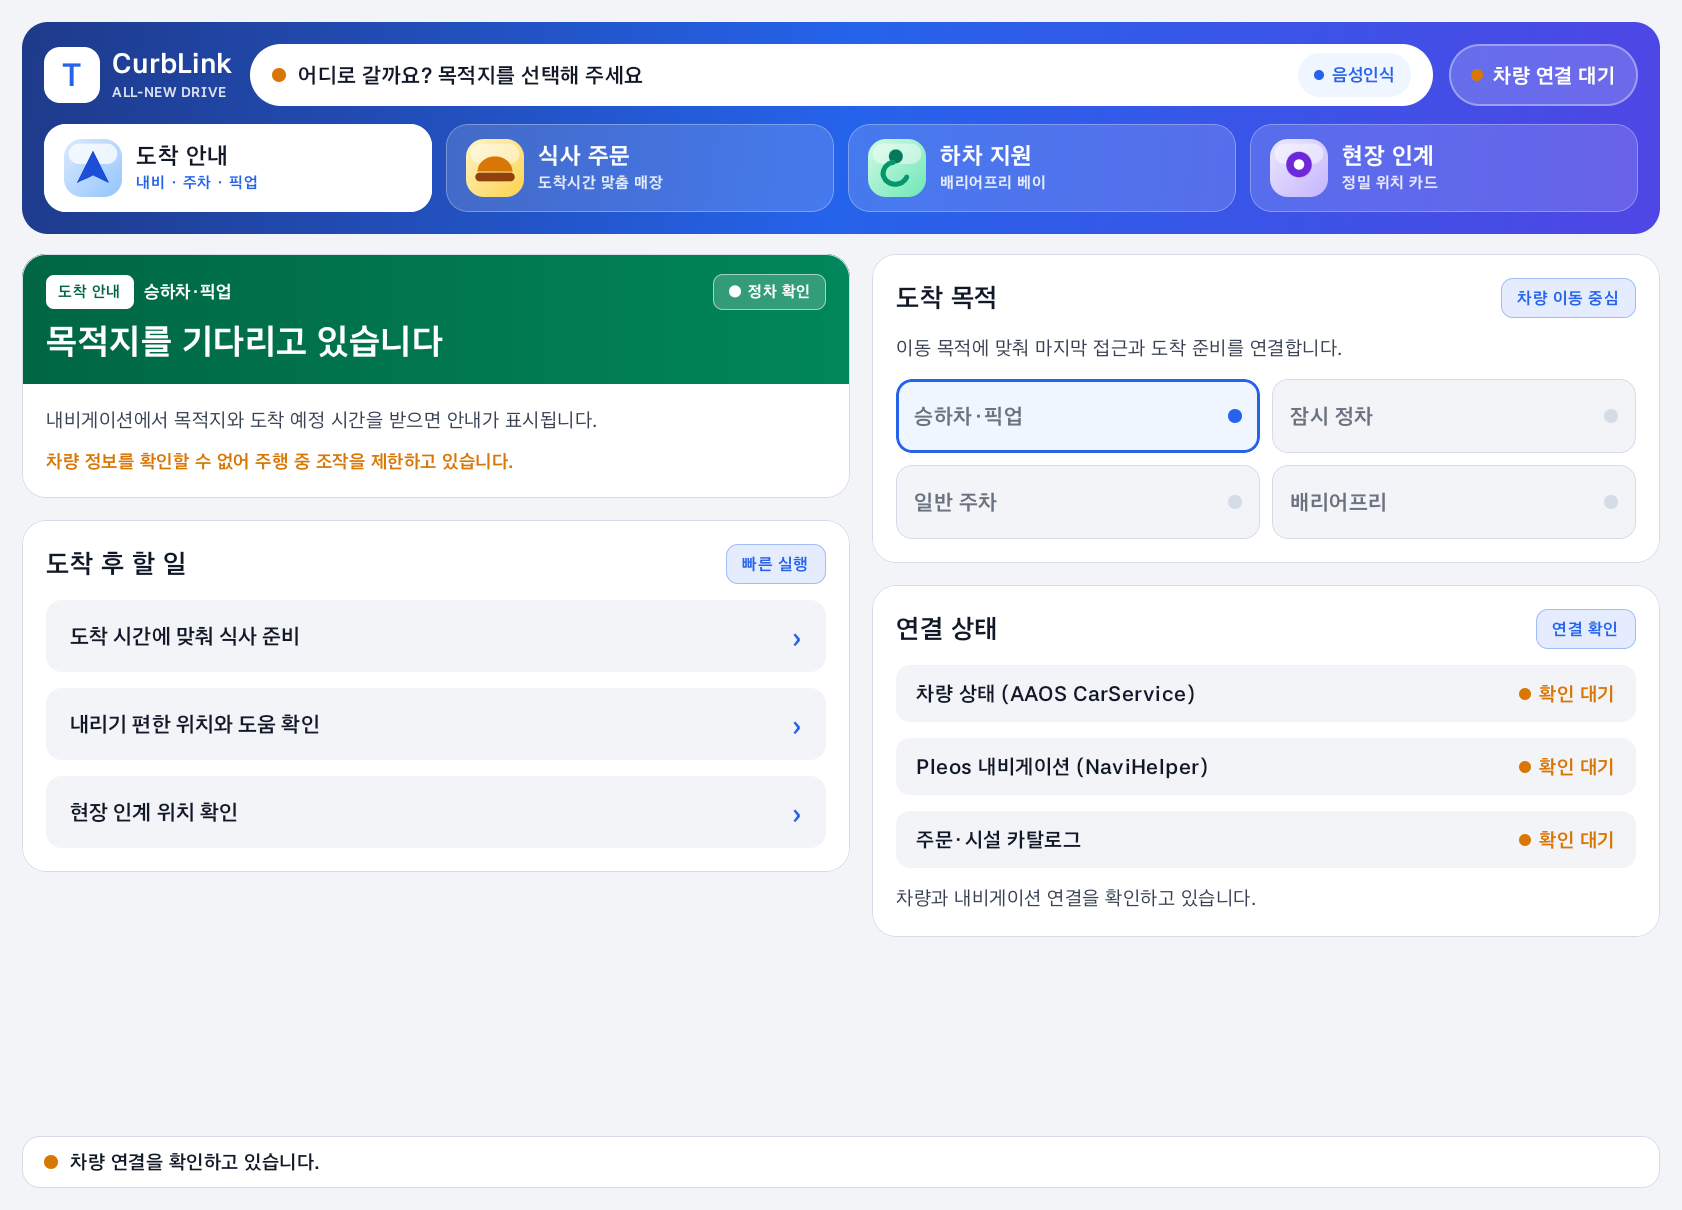 T
CurbLink
ALL-NEW DRIVE
어디로 갈까요? 목적지를 선택해 주세요
음성인식
차량 연결 대기
도착 안내
내비 · 주차 · 픽업
식사 주문
도착시간 맞춤 매장
하차 지원
배리어프리 베이
현장 인계
정밀 위치 카드
도착 안내
승하차·픽업
정차 확인
목적지를 기다리고 있습니다
내비게이션에서 목적지와 도착 예정 시간을 받으면 안내가 표시됩니다.
차량 정보를 확인할 수 없어 주행 중 조작을 제한하고 있습니다.
도착 후 할 일
빠른 실행
도착 시간에 맞춰 식사 준비
내리기 편한 위치와 도움 확인
현장 인계 위치 확인
도착 목적
차량 이동 중심
이동 목적에 맞춰 마지막 접근과 도착 준비를 연결합니다.
승하차·픽업
잠시 정차
일반 주차
배리어프리
연결 상태
연결 확인
차량 상태 (AAOS CarService)
확인 대기
Pleos 내비게이션 (NaviHelper)
확인 대기
주문·시설 카탈로그
확인 대기
차량과 내비게이션 연결을 확인하고 있습니다.
차량 연결을 확인하고 있습니다.